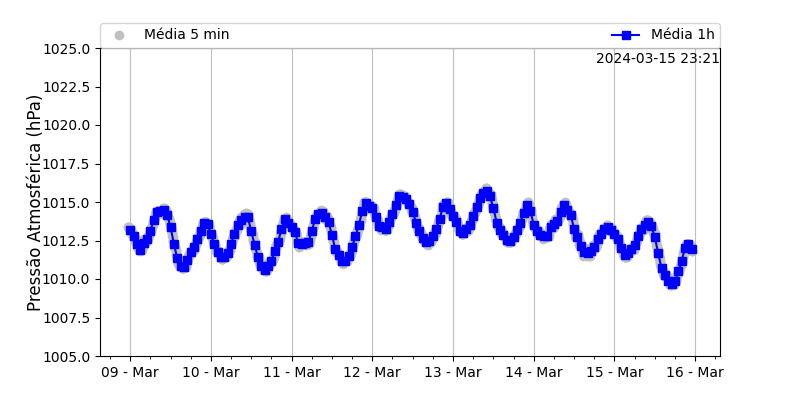 Média 5 min
Média 1h
2024-03-15 23:21
Pressão Atmosférica (hPa)
1025.0
1022.5
1020.0
1017.5
1015.0
1012.5
1010.0
1007.5
1005.0
09 - Mar 10 - Mar 11 - Mar 12 - Mar 13 - Mar 14 - Mar 15 - Mar 16 - Mar